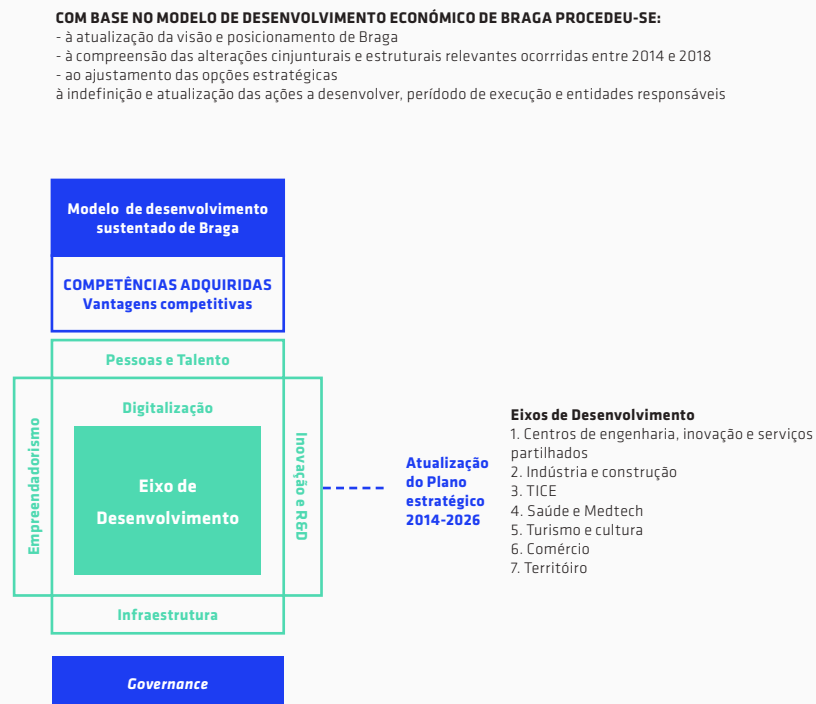 COM BASE NO MODELO DE DESENVOLVIMENTO ECONÓMICO DE BRAGA PROCEDEU-SE:
- à atualização da visão e posicionamento de Braga
- à compreensão das alterações cinjunturais e estruturais relevantes ocorrridas entre 2014 e 2018
- ao ajustamento das opções estratégicas
à indefinição e atualização das ações a desenvolver, perídodo de execução e entidades responsáveis
Modelo de desenvolvimento
sustentado de Braga
COMPETÊNCIAS ADQUIRIDAS
Vantagens competitivas
Pessoas e Talento
Digitalização
Empreendadorismo
Eixo de
Desenvolvimento
Inovação e R&D
Infraestrutura
Governance
Atualização
do Plano
estratégico
2014-2026
Eixos de Desenvolvimento
1. Centros de engenharia, inovação e serviços
partilhados
2. Indústria e construção
3. TICE
4. Saúde e Medtech
5. Turismo e cultura
6. Comércio
7. Territóiro